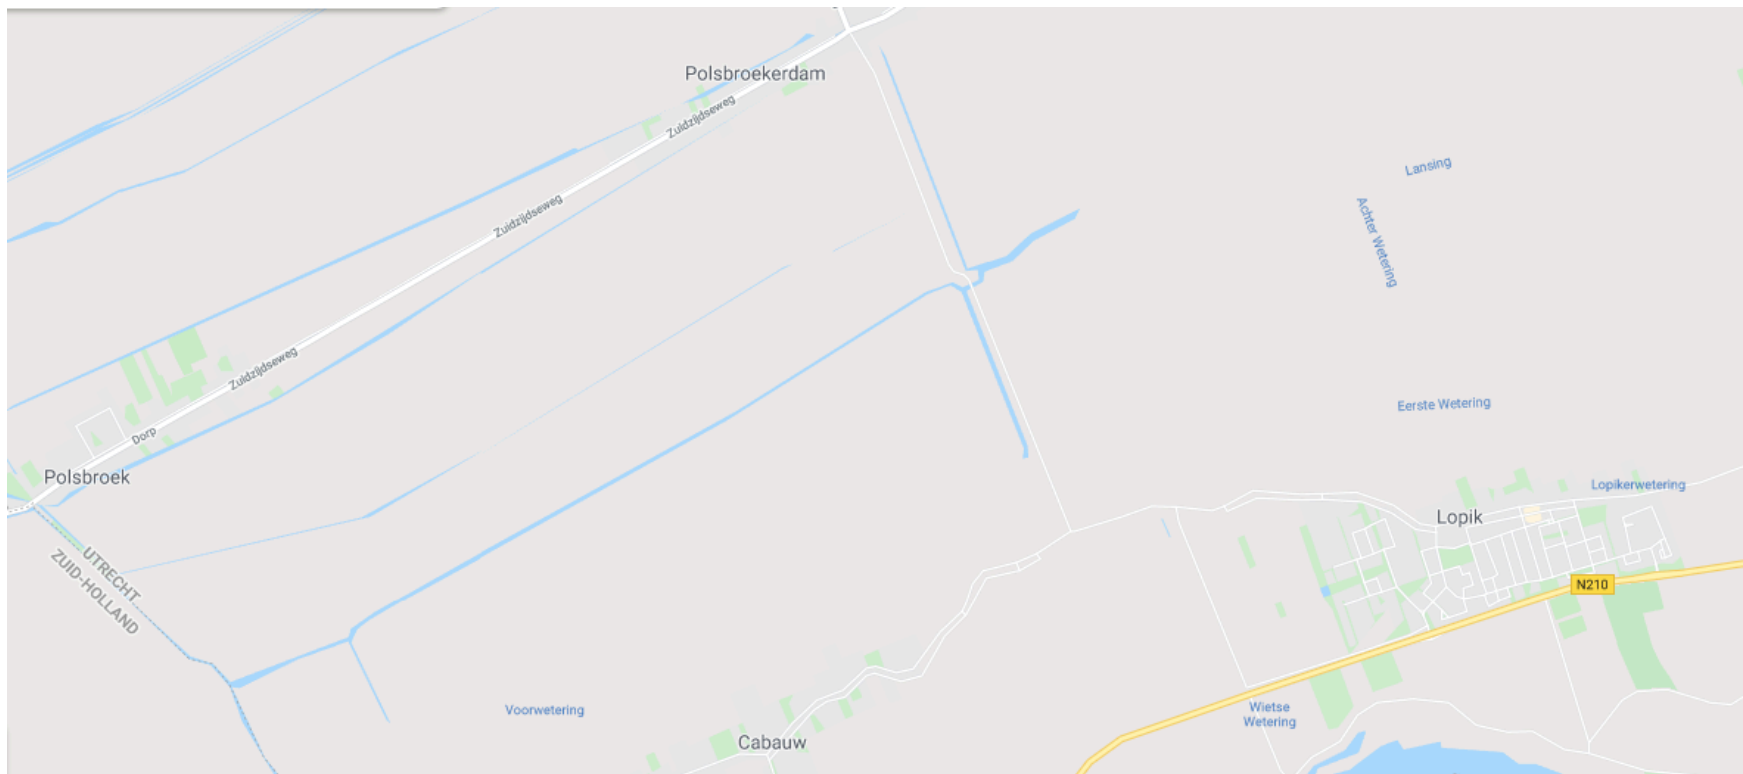 Polsbroekerdam
Zuidzijdseweg
Lansing
Achter Wetering
Zuidzijdseweg
Zuidzijdseweg
Eerste Wetering
Dorp
Polsbroek
Lopikerwetering
Lopik
UTRECHT
ZUID-HOLLAND
N210
Voorwetering
Wietse
Wetering
Cabauw